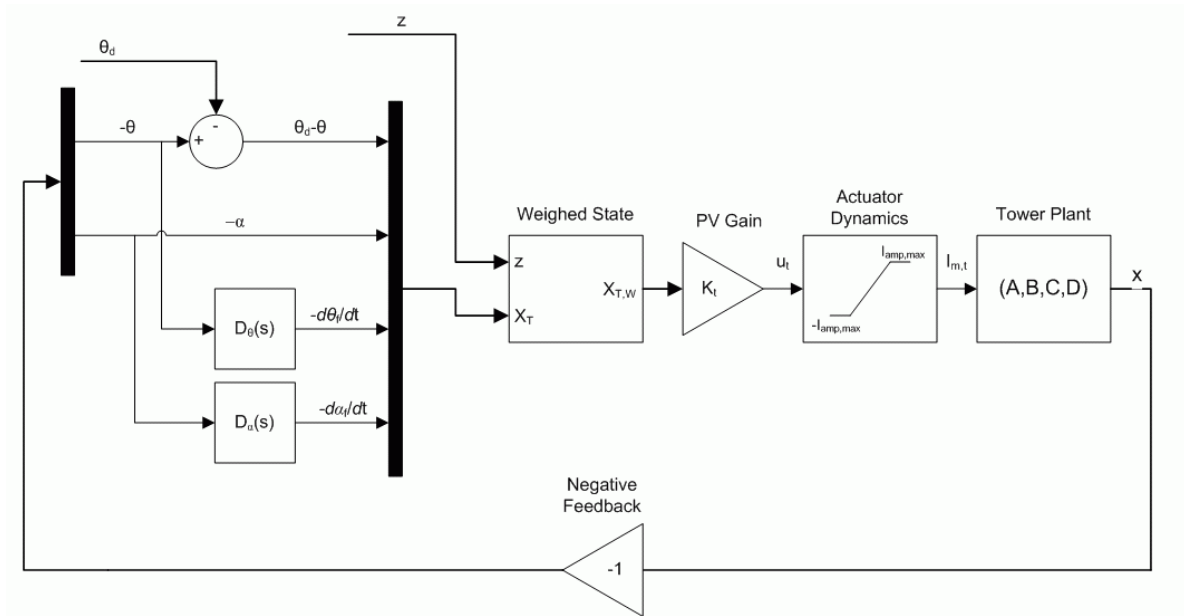 z
θd
-θ
-
+
θd-θ
–α
Dθ(s)
-dθf/dt
Dα(s)
-dαf/dt
Weighed State
z
XT
XT,W
PV Gain
Kt
ut
Actuator
Dynamics
Iamp,max
-Iamp,max
Im,t
Tower Plant
(A,B,C,D)
x
Negative
Feedback
-1